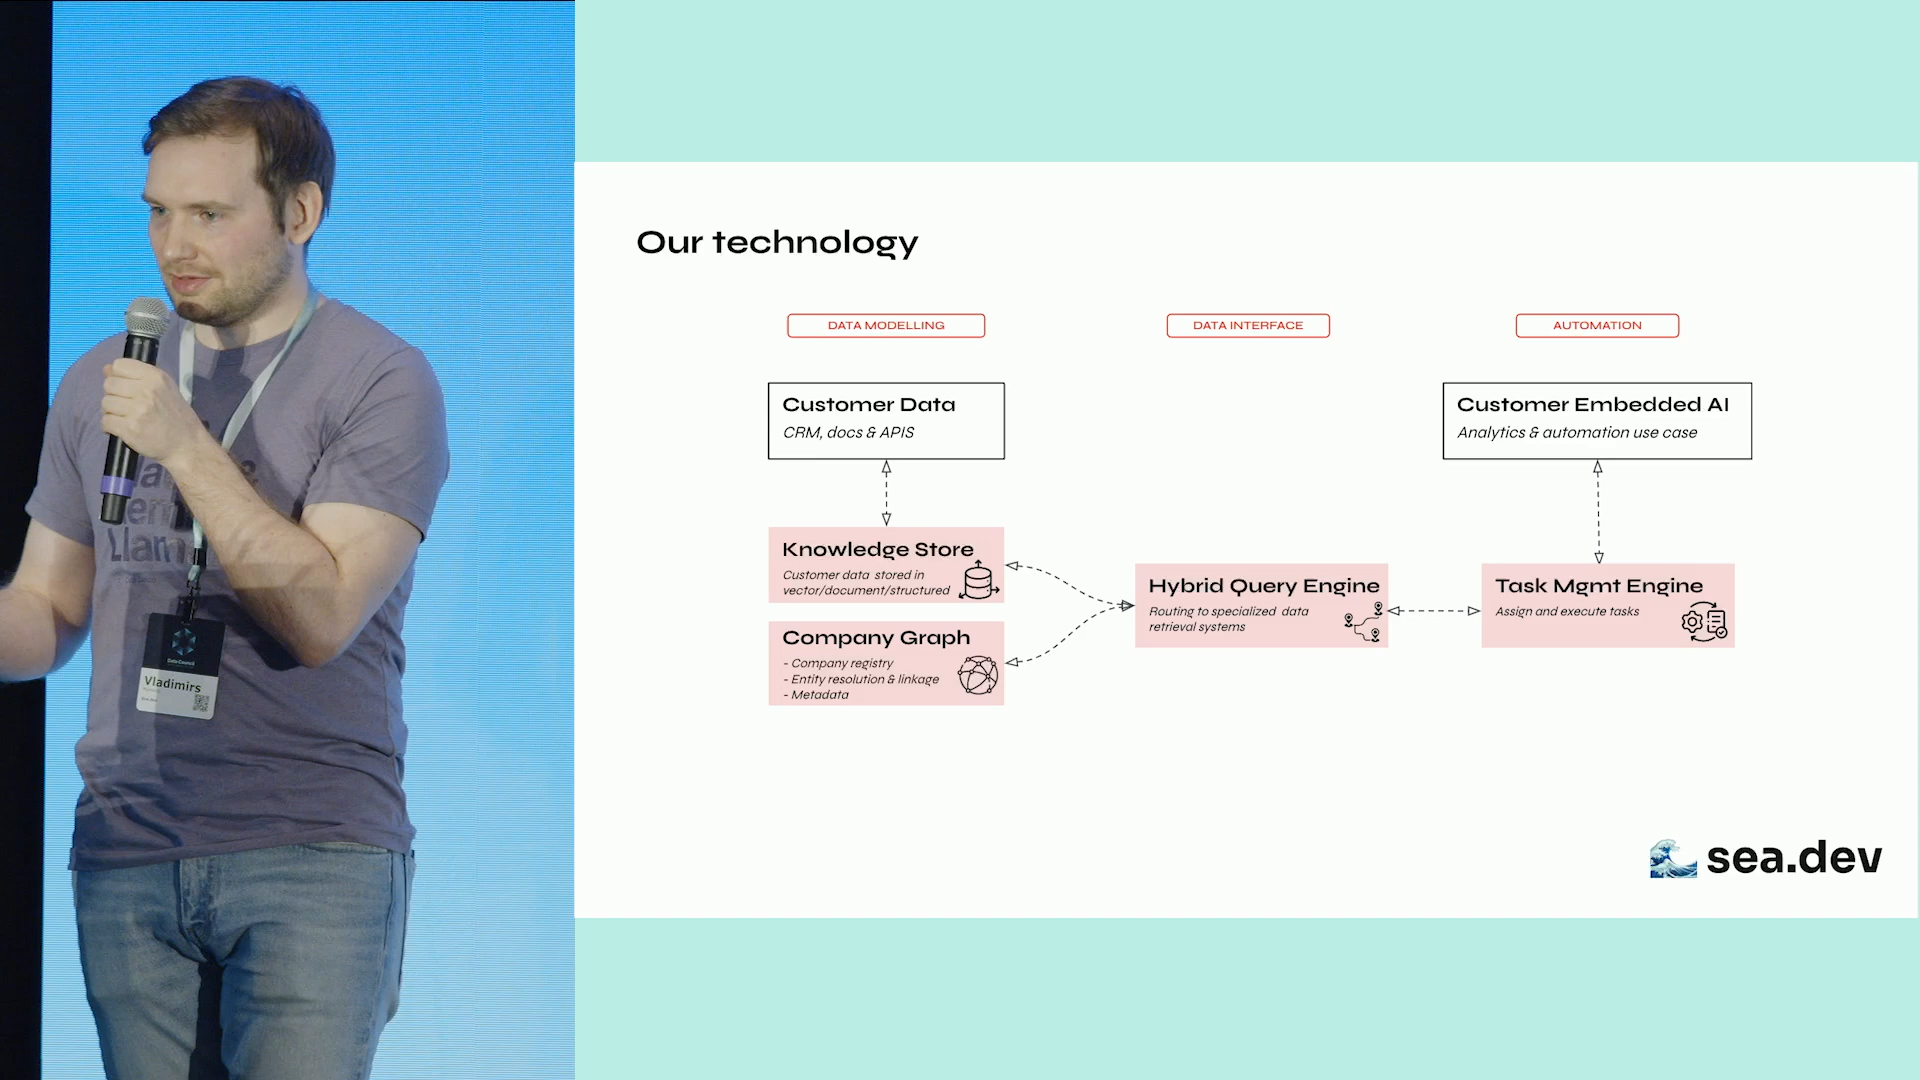 Our technology
DATA MODELLING
DATA INTERFACE
AUTOMATION
Customer Data
CRM, docs & APIS
Customer Embedded AI
Analytics & automation use case
Knowledge Store
Customer data stored in
vector/document/structured
Company Graph
- Company registry
- Entity resolution & linkage
- Metadata
Hybrid Query Engine
Routing to specialized data
retrieval systems
Task Mgmt Engine
Assign and execute tasks
sea.dev
Data Council
Vladimirs